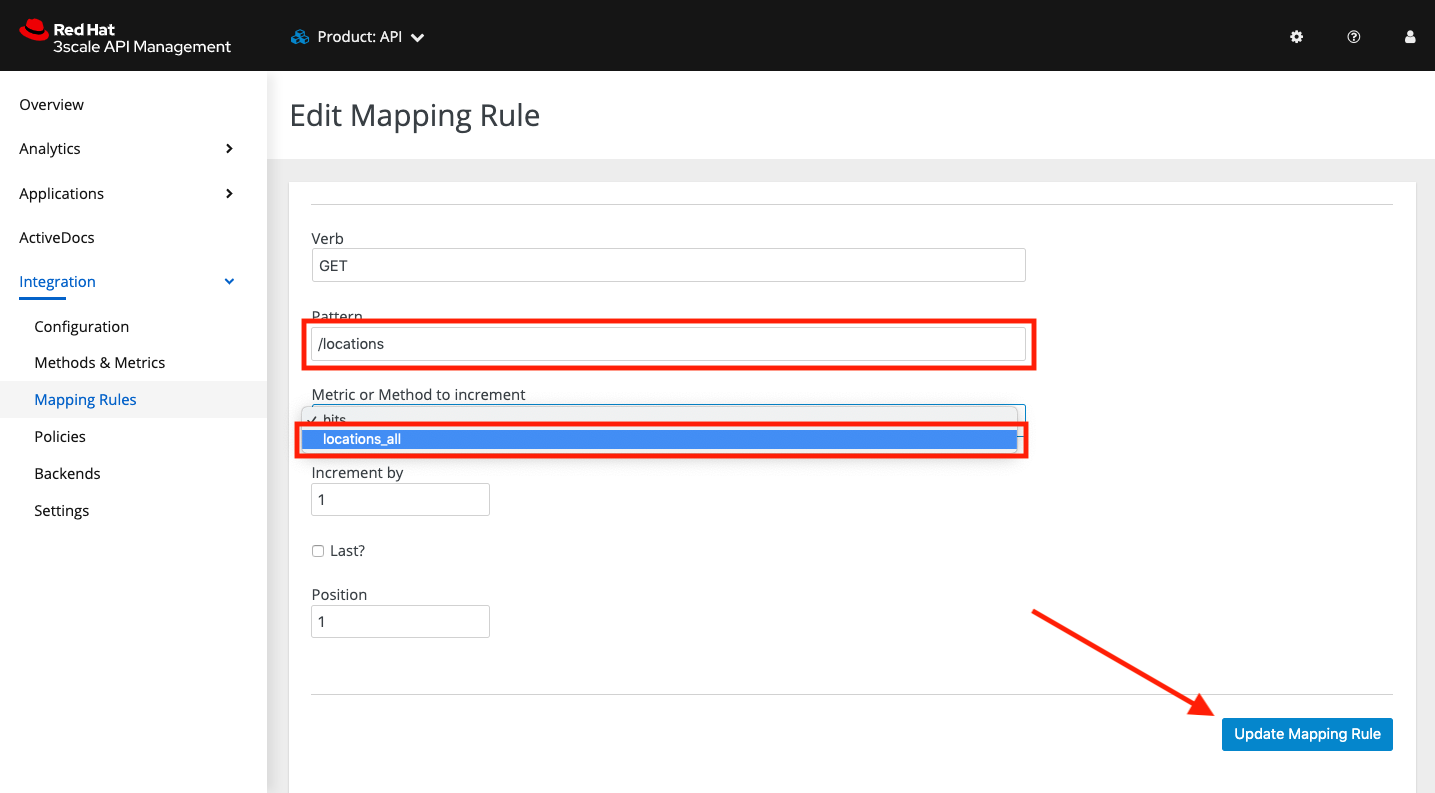 Red Hat
3scale API Management
Product: API
Overview
Analytics
Applications
ActiveDocs
Integration
Configuration
Methods & Metrics
Mapping Rules
Policies
Backends
Settings
Edit Mapping Rule
Verb
GET
Pattern
/locations
Metric or Method to increment
✓ hits
locations_all
Increment by
1
Last?
Position
1
Update Mapping Rule